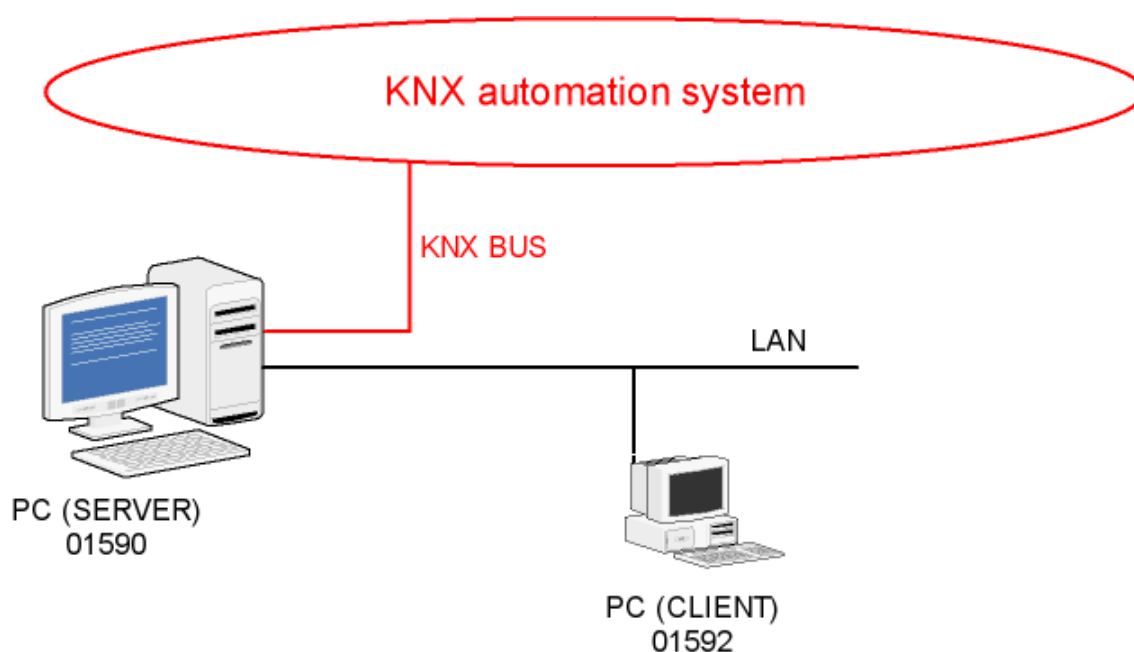 KNX automation system
KNX BUS
LAN
PC (SERVER)
01590
PC (CLIENT)
01592